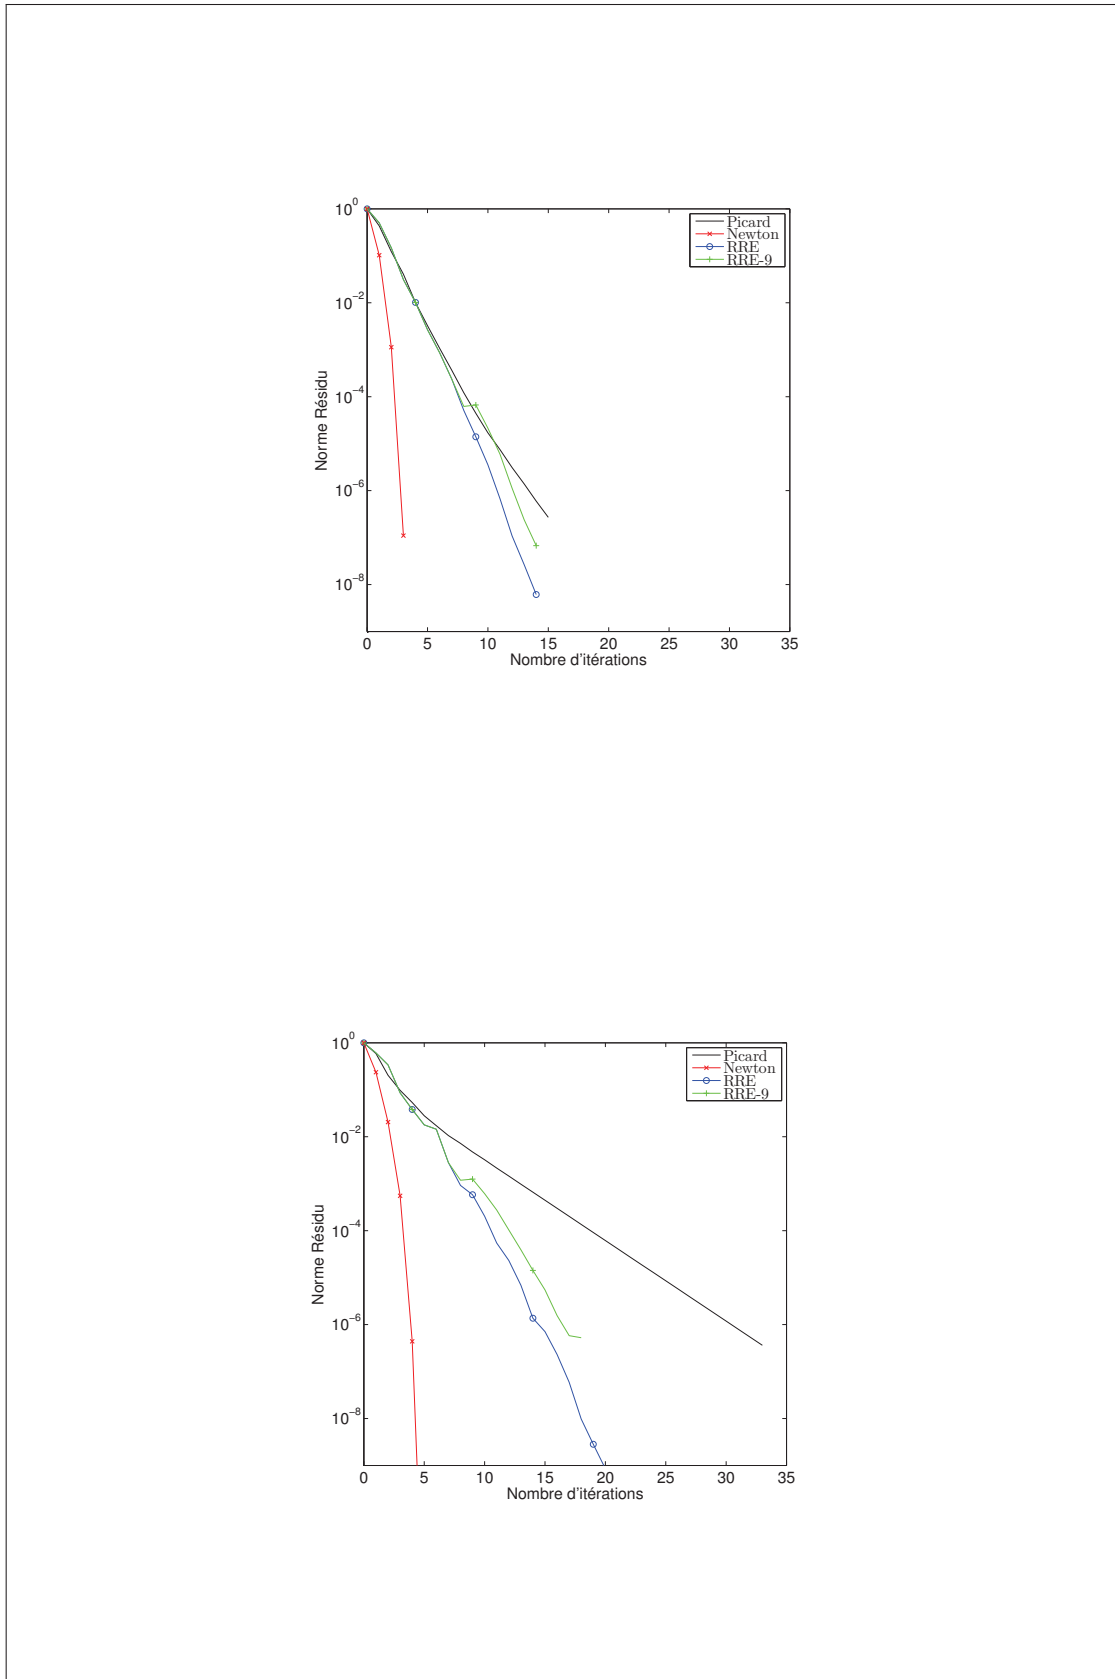 10^0
10^-2
10^-4
10^-6
10^-8
Norme Résidu
Picard
Newton
RRE
RRE-9
0 5 10 15 20 25 30 35
Nombre d'itérations
10^0
10^-2
10^-4
10^-6
10^-8
Norme Résidu
Picard
Newton
RRE
RRE-9
0 5 10 15 20 25 30 35
Nombre d'itérations